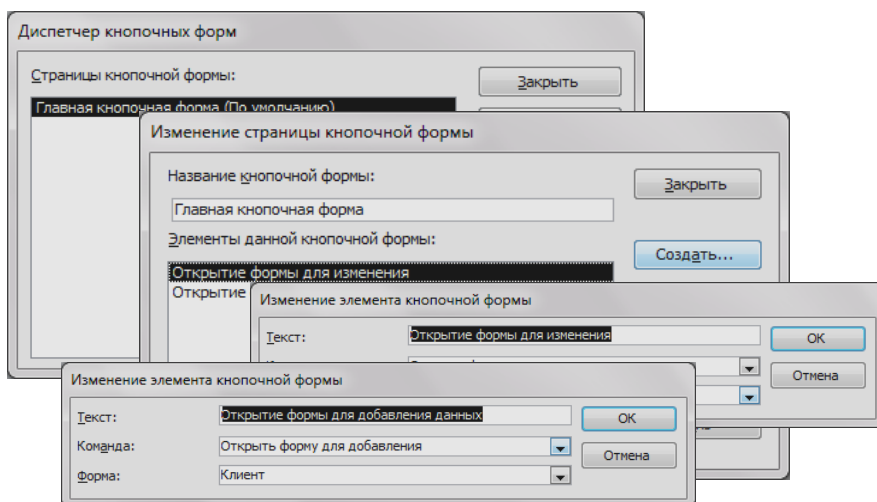 Диспетчер кнопочных форм
Страницы кнопочной формы:
Закрыть
Главная кнопочная форма (По умолчанию)
Изменение страницы кнопочной формы
Название кнопочной формы:
Закрыть
Главная кнопочная форма
Элементы данной кнопочной формы:
Создать...
Открытие формы для изменения
Открытие
Изменение элемента кнопочной формы
Текст:
Открытие формы для изменения
ОК
Отмена
Изменение элемента кнопочной формы
Текст:
Открытие формы для добавления данных
ОК
Команда:
Открыть форму для добавления
Отмена
Форма:
Клиент